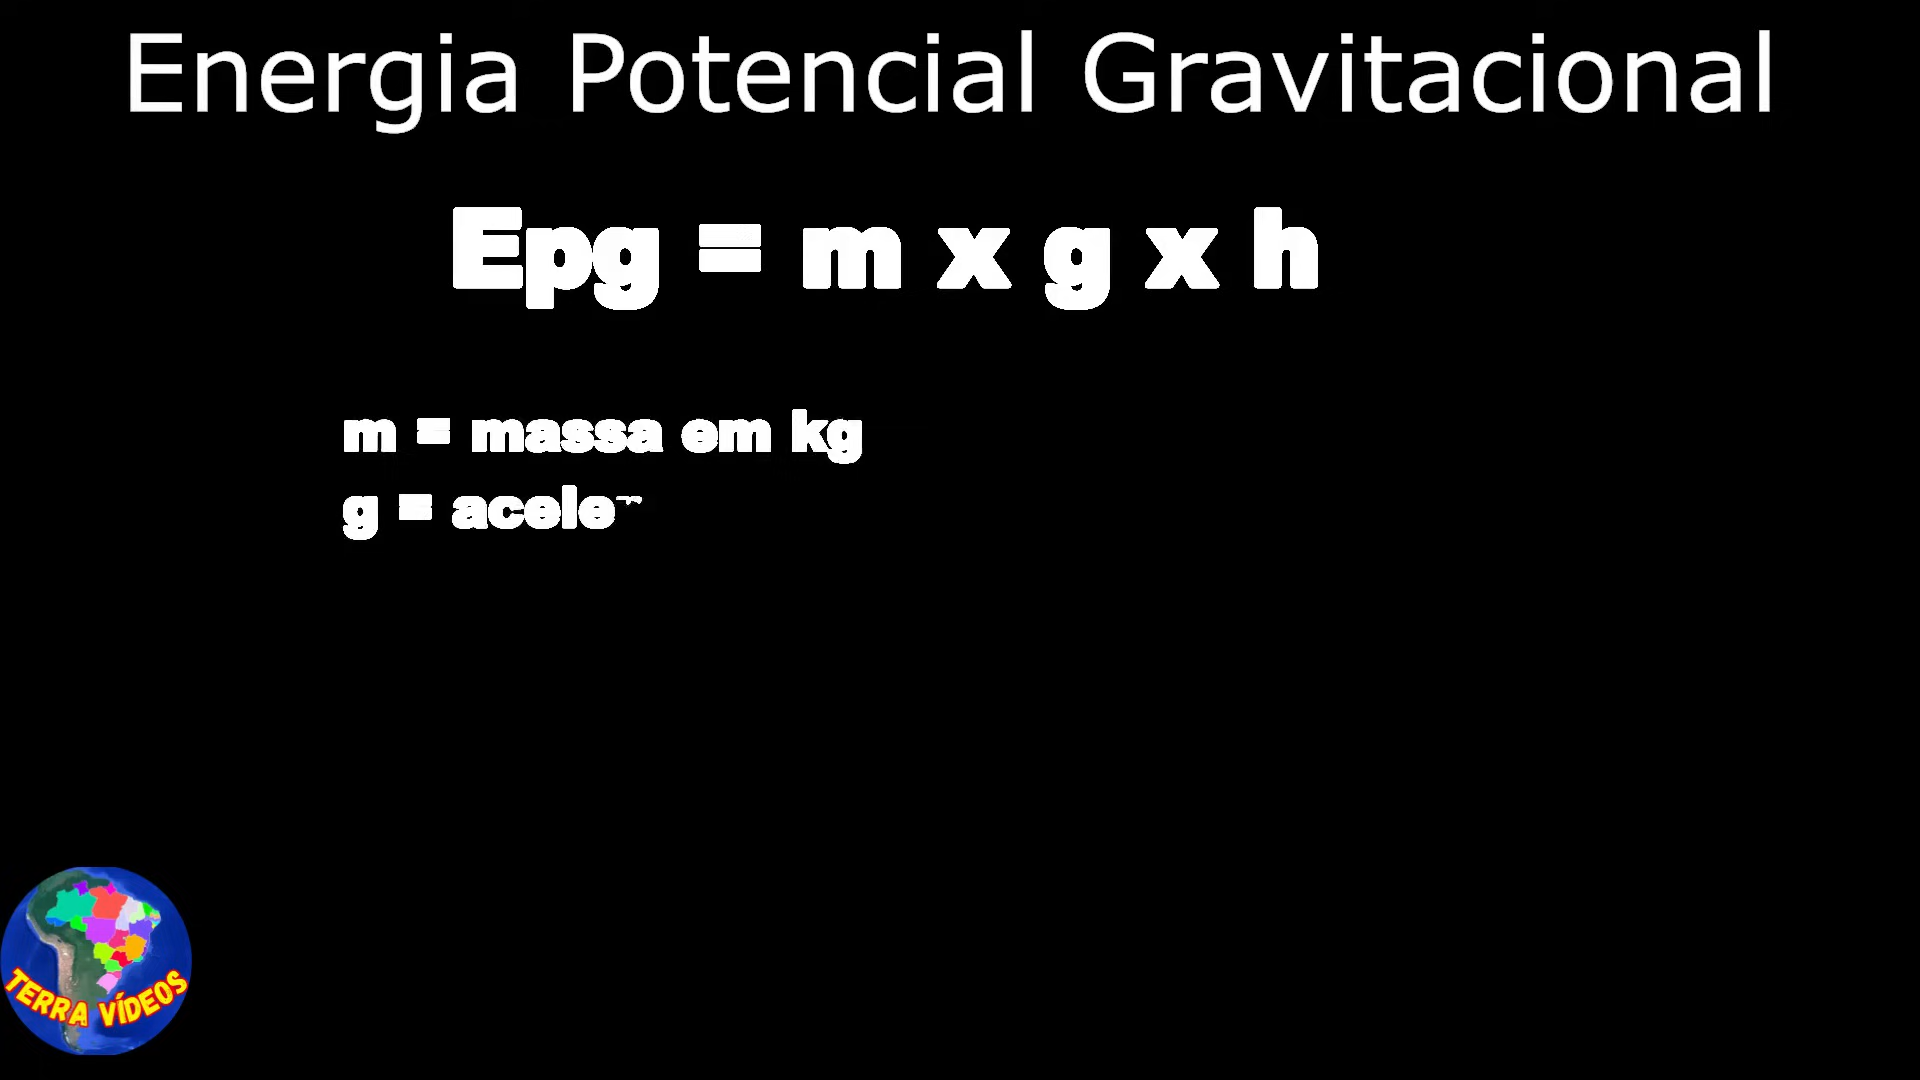 Energia Potencial Gravitacional
Epg = m x g x h
m = massa em kg
g = acele
TERRA VÍDEOS